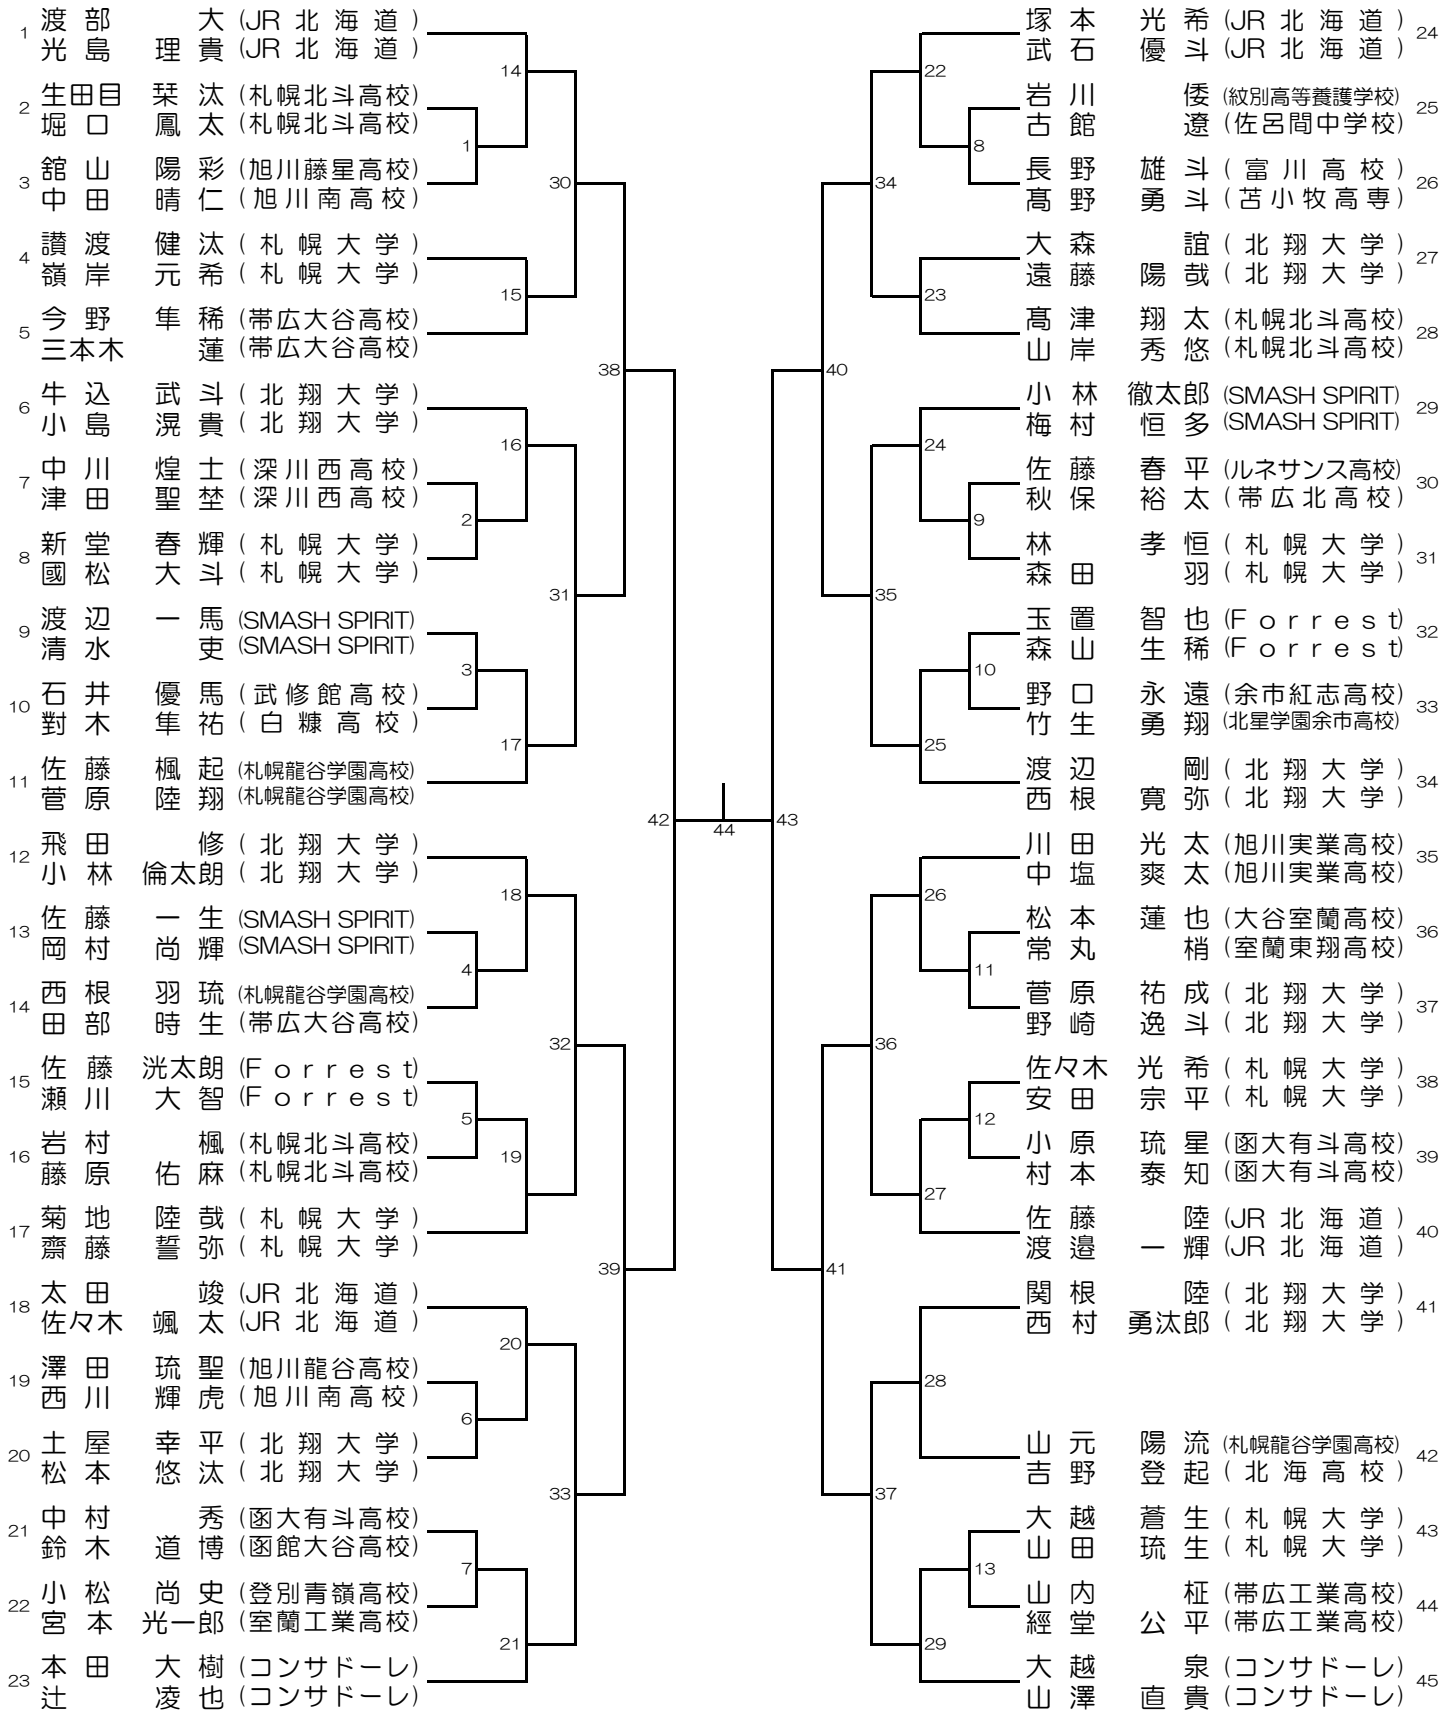 1 渡部 大 (JR北海道)
光島 理貴 (JR北海道)
2 生田目 栞汰 (札幌北斗高校)
堀口 鳳太 (札幌北斗高校)
3 舘山 陽彩 (旭川藤星高校)
中田 晴仁 (旭川南高校)
4 讃渡 健汰 (札幌大学)
嶺岸 元希 (札幌大学)
5 今野 隼稀 (帯広大谷高校)
三本木 蓮 (帯広大谷高校)
6 牛込 武斗 (北翔大学)
小島 滉貴 (北翔大学)
7 中川 煌士 (深川西高校)
津田 聖埜 (深川西高校)
8 新堂 春輝 (札幌大学)
國松 大斗 (札幌大学)
9 渡辺 一馬 (SMASH SPIRIT)
清水 吏 (SMASH SPIRIT)
10 石井 優馬 (武修館高校)
對木 隼祐 (白糠高校)
11 佐藤 楓起 (札幌龍谷学園高校)
菅原 陸翔 (札幌龍谷学園高校)
12 飛田 修 (北翔大学)
小林 倫太朗 (北翔大学)
13 佐藤 一生 (SMASH SPIRIT)
岡村 尚輝 (SMASH SPIRIT)
14 西根 羽琉 (札幌龍谷学園高校)
田部 時生 (帯広大谷高校)
15 佐藤 洸太朗 (Forrest)
瀬川 大智 (Forrest)
16 岩村 楓 (札幌北斗高校)
藤原 佑麻 (札幌北斗高校)
17 菊地 陸哉 (札幌大学)
齋藤 誓弥 (札幌大学)
18 太田 竣 (JR北海道)
佐々木 颯太 (JR北海道)
19 澤田 琉聖 (旭川龍谷高校)
西川 輝虎 (旭川南高校)
20 土屋 幸平 (北翔大学)
松本 悠汰 (北翔大学)
21 中村 秀 (函大有斗高校)
鈴木 道博 (函館大谷高校)
22 小松 尚史 (登別青嶺高校)
宮本 光一郎 (室蘭工業高校)
23 本田 大樹 (コンサドーレ)
辻 凌也 (コンサドーレ)
14
1
30
15
38
16
2
31
3
17
42
18
4
32
5
19
39
20
6
33
7
21
44
43
22
8
34
23
40
24
9
35
10
25
26
11
36
12
27
41
28
37
13
29
塚本 光希 (JR北海道) 24
武石 優斗 (JR北海道)
岩川 倭 (紋別高等養護学校) 25
古館 遼 (佐呂間中学校)
長野 雄斗 (富川高校) 26
髙野 勇斗 (苫小牧高専)
大森 誼 (北翔大学) 27
遠藤 陽哉 (北翔大学)
髙津 翔太 (札幌北斗高校) 28
山岸 秀悠 (札幌北斗高校)
小林 徹太郎 (SMASH SPIRIT) 29
梅村 恒多 (SMASH SPIRIT)
佐藤 春平 (ルネサンス高校) 30
秋保 裕太 (帯広北高校)
林 孝恒 (札幌大学) 31
森田 羽 (札幌大学)
玉置 智也 (Forrest) 32
森山 生稀 (Forrest)
野口 永遠 (余市紅志高校) 33
竹生 勇翔 (北星学園余市高校)
渡辺 剛 (北翔大学) 34
西根 寛弥 (北翔大学)
川田 光太 (旭川実業高校) 35
中塩 爽太 (旭川実業高校)
松本 蓮也 (大谷室蘭高校) 36
常丸 梢 (室蘭東翔高校)
菅原 祐成 (北翔大学) 37
野崎 逸斗 (北翔大学)
佐々木 光希 (札幌大学) 38
安田 宗平 (札幌大学)
小原 琉星 (函大有斗高校) 39
村本 泰知 (函大有斗高校)
佐藤 陸 (JR北海道) 40
渡邉 一輝 (JR北海道)
関根 陸 (北翔大学) 41
西村 勇汰郎 (北翔大学)
山元 陽流 (札幌龍谷学園高校) 42
吉野 登起 (北海高校)
大越 蒼生 (札幌大学) 43
山田 琉生 (札幌大学)
山内 柾 (帯広工業高校) 44
經堂 公平 (帯広工業高校)
大越 泉 (コンサドーレ) 45
山澤 直貴 (コンサドーレ)